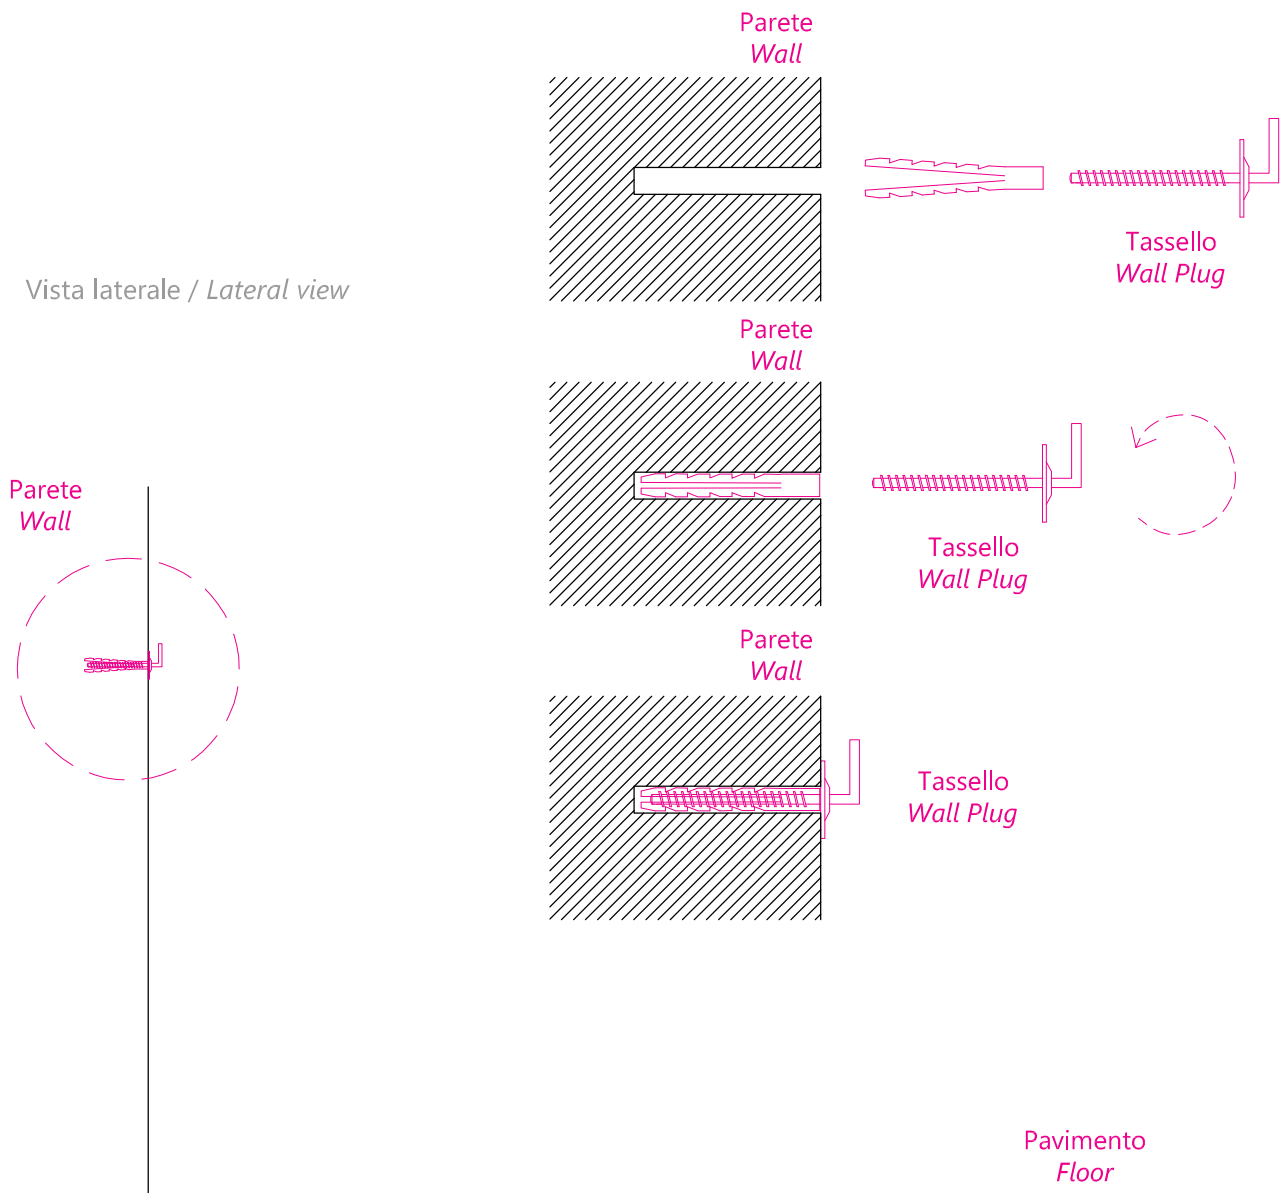 Parete
Wall
Tassello
Wall Plug
Vista laterale / Lateral view
Parete
Wall
Parete
Wall
Tassello
Wall Plug
Parete
Wall
Tassello
Wall Plug
Pavimento
Floor